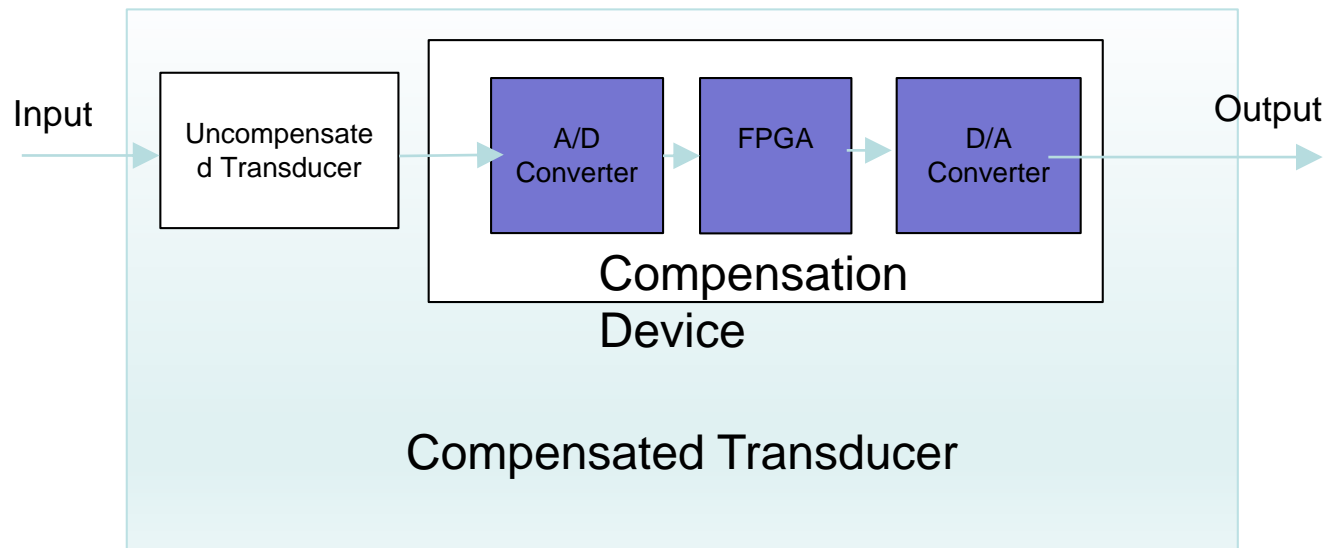 Input
Uncompensate
d Transducer
A/D
Converter
FPGA
D/A
Converter
Output
Compensation
Device
Compensated Transducer